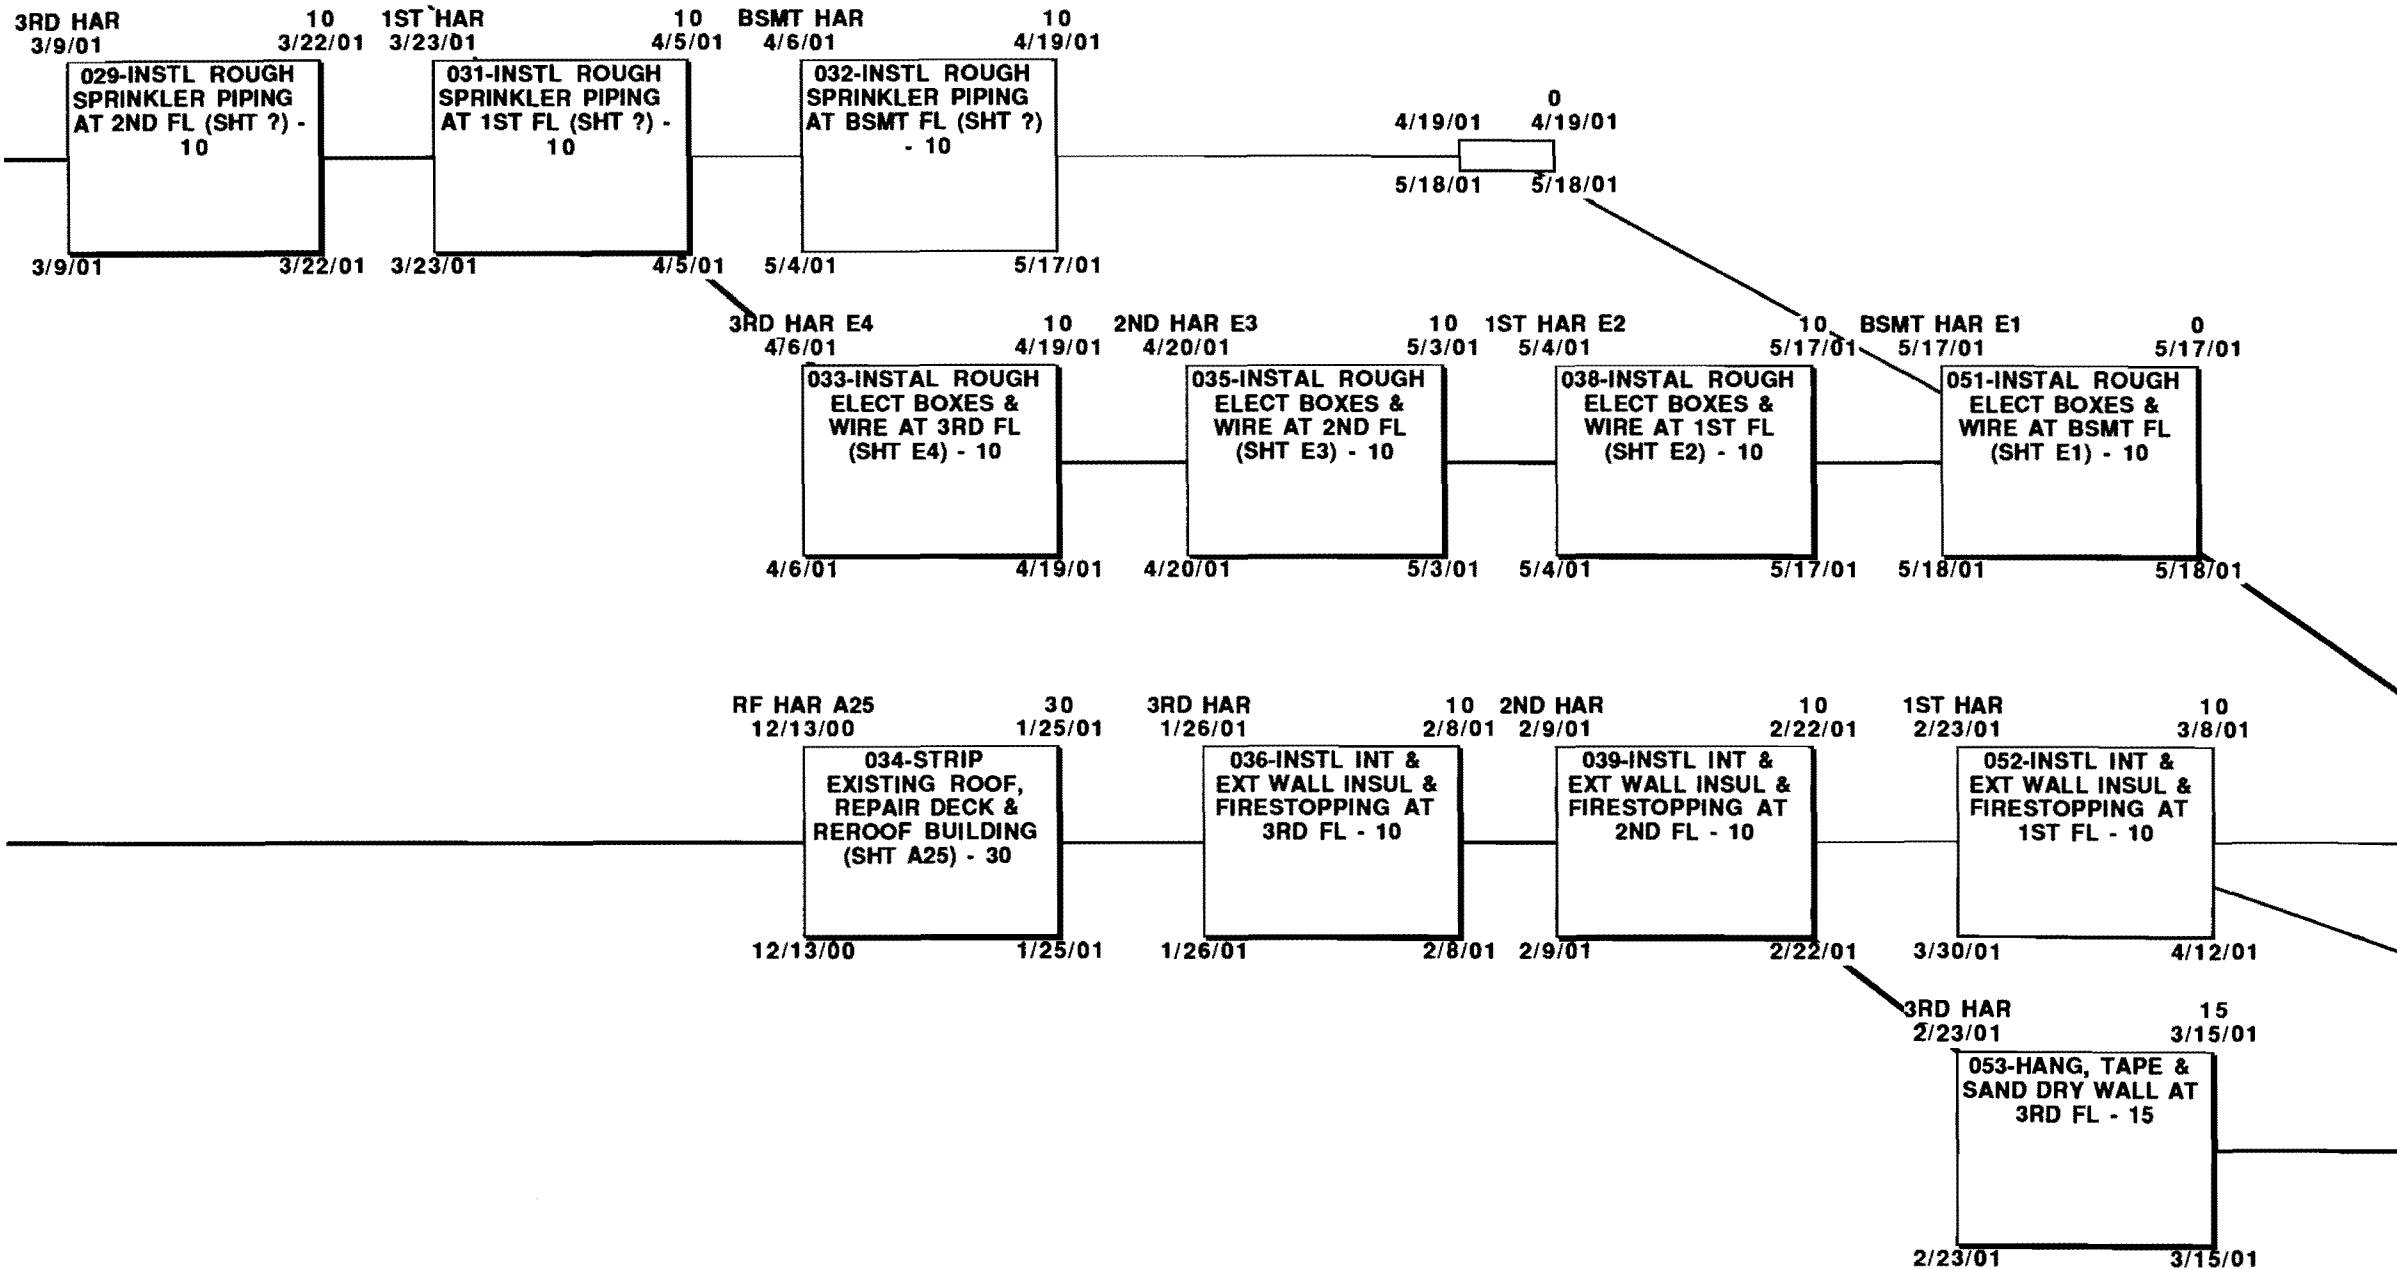 3RD HAR 10 1ST HAR 10 BSMT HAR 10
3/9/01 3/22/01 3/23/01 4/5/01 4/6/01 4/19/01
029-INSTL ROUGH
SPRINKLER PIPING
AT 2ND FL (SHT ?) -
10
3/9/01 3/22/01
031-INSTL ROUGH
SPRINKLER PIPING
AT 1ST FL (SHT ?) -
10
3/23/01 4/5/01
032-INSTL ROUGH
SPRINKLER PIPING
AT BSMT FL (SHT ?)
- 10
5/4/01 5/17/01
0
4/19/01 4/19/01
5/18/01 5/18/01
3RD HAR E4 10 2ND HAR E3 10 1ST HAR E2 10 BSMT HAR E1 0
4/6/01 4/19/01 4/20/01 5/3/01 5/4/01 5/17/01 5/17/01 5/17/01
033-INSTAL ROUGH
ELECT BOXES &
WIRE AT 3RD FL
(SHT E4) - 10
4/6/01 4/19/01
035-INSTAL ROUGH
ELECT BOXES &
WIRE AT 2ND FL
(SHT E3) - 10
4/20/01 5/3/01
038-INSTAL ROUGH
ELECT BOXES &
WIRE AT 1ST FL
(SHT E2) - 10
5/4/01 5/17/01
051-INSTAL ROUGH
ELECT BOXES &
WIRE AT BSMT FL
(SHT E1) - 10
5/18/01 5/18/01
RF HAR A25 30 3RD HAR 10 2ND HAR 10 1ST HAR 10
12/13/00 1/25/01 1/26/01 2/8/01 2/9/01 2/22/01 2/23/01 3/8/01
034-STRIP
EXISTING ROOF,
REPAIR DECK &
REROOF BUILDING
(SHT A25) - 30
12/13/00 1/25/01
036-INSTL INT &
EXT WALL INSUL &
FIRESTOPPING AT
3RD FL - 10
1/26/01 2/8/01
039-INSTL INT &
EXT WALL INSUL &
FIRESTOPPING AT
2ND FL - 10
2/9/01 2/22/01
052-INSTL INT &
EXT WALL INSUL &
FIRESTOPPING AT
1ST FL - 10
3/30/01 4/12/01
3RD HAR 15
2/23/01 3/15/01
053-HANG, TAPE &
SAND DRY WALL AT
3RD FL - 15
2/23/01 3/15/01